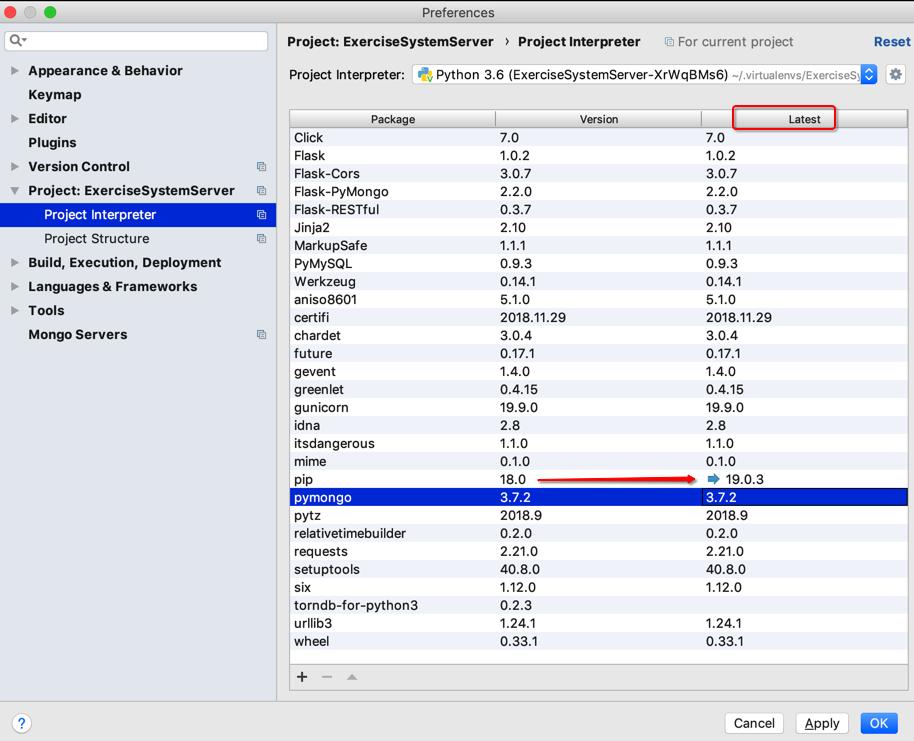 Preferences
Project: ExerciseSystemServer › Project Interpreter For current project Reset
Project Interpreter: Python 3.6 (ExerciseSystemServer-XrWqBMs6) ~/.virtualenvs/ExerciseSy
Appearance & Behavior
Keymap
Editor
Plugins
Version Control
Project: ExerciseSystemServer
Project Interpreter
Project Structure
Build, Execution, Deployment
Languages & Frameworks
Tools
Mongo Servers
Package Version Latest
Click 7.0 7.0
Flask 1.0.2 1.0.2
Flask-Cors 3.0.7 3.0.7
Flask-PyMongo 2.2.0 2.2.0
Flask-RESTful 0.3.7 0.3.7
Jinja2 2.10 2.10
MarkupSafe 1.1.1 1.1.1
PyMySQL 0.9.3 0.9.3
Werkzeug 0.14.1 0.14.1
aniso8601 5.1.0 5.1.0
certifi 2018.11.29 2018.11.29
chardet 3.0.4 3.0.4
future 0.17.1 0.17.1
gevent 1.4.0 1.4.0
greenlet 0.4.15 0.4.15
gunicorn 19.9.0 19.9.0
idna 2.8 2.8
itsdangerous 1.1.0 1.1.0
mime 0.1.0 0.1.0
pip 18.0 19.0.3
pymongo 3.7.2 3.7.2
pytz 2018.9 2018.9
relativetimebuilder 0.2.0 0.2.0
requests 2.21.0 2.21.0
setuptools 40.8.0 40.8.0
six 1.12.0 1.12.0
torndb-for-python3 0.2.3
urllib3 1.24.1 1.24.1
wheel 0.33.1 0.33.1
? Cancel Apply OK